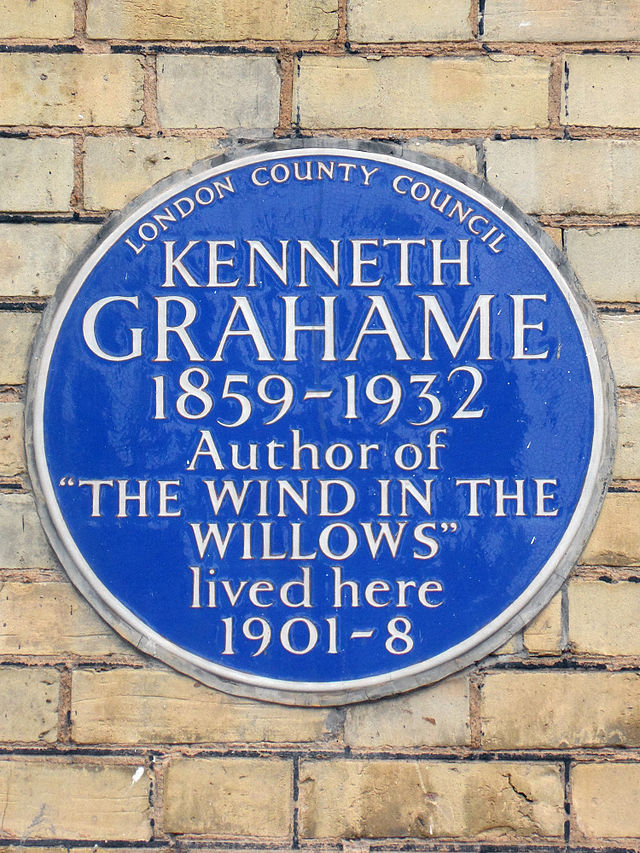 LONDON COUNTY COUNCIL
KENNETH
GRAHAME
1859-1932
Author of
“THE WIND IN THE
WILLOWS”
lived here
1901-8